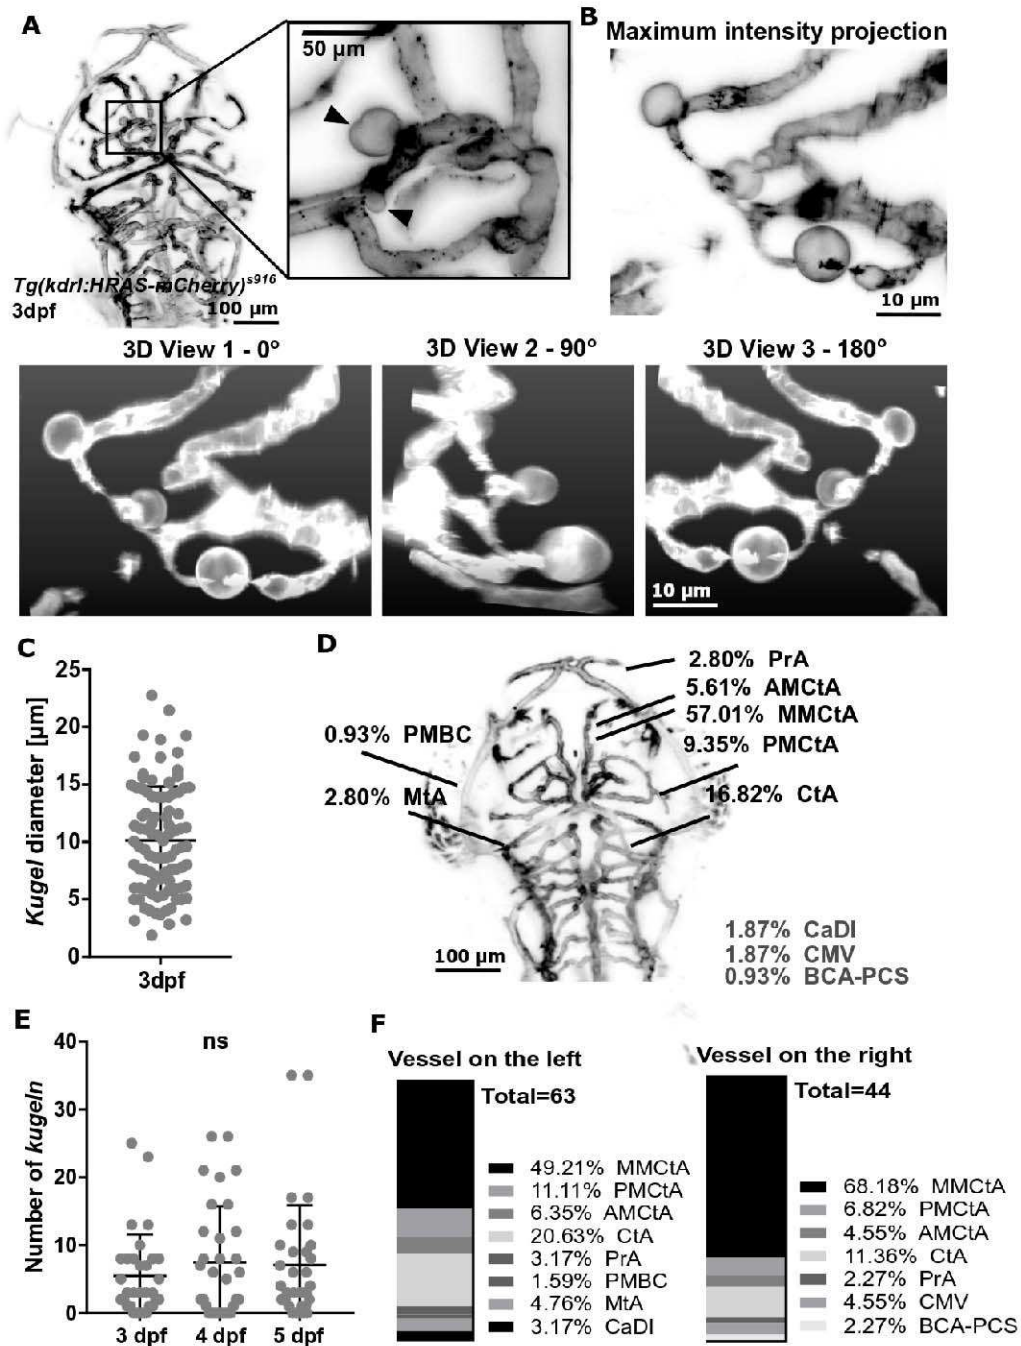 A
50 µm
Tg(kdrl:HRAS-mCherry)s916
3dpf
100 µm
B
Maximum intensity projection
10 µm
3D View 1 - 0°
3D View 2 - 90°
3D View 3 - 180°
10 µm
C
Kugel diameter [µm]
25
20
15
10
5
0
3dpf
D
2.80% PrA
5.61% AMCtA
57.01% MMCtA
9.35% PMCtA
16.82% CtA
0.93% PMBC
2.80% MtA
100 µm
1.87% CaDI
1.87% CMV
0.93% BCA-PCS
E
Number of kugeln
ns
40
30
20
10
0
3 dpf
4 dpf
5 dpf
F
Vessel on the left
Total=63
49.21% MMCtA
11.11% PMCtA
6.35% AMCtA
20.63% CtA
3.17% PrA
1.59% PMBC
4.76% MtA
3.17% CaDI
Vessel on the right
Total=44
68.18% MMCtA
6.82% PMCtA
4.55% AMCtA
11.36% CtA
2.27% PrA
4.55% CMV
2.27% BCA-PCS